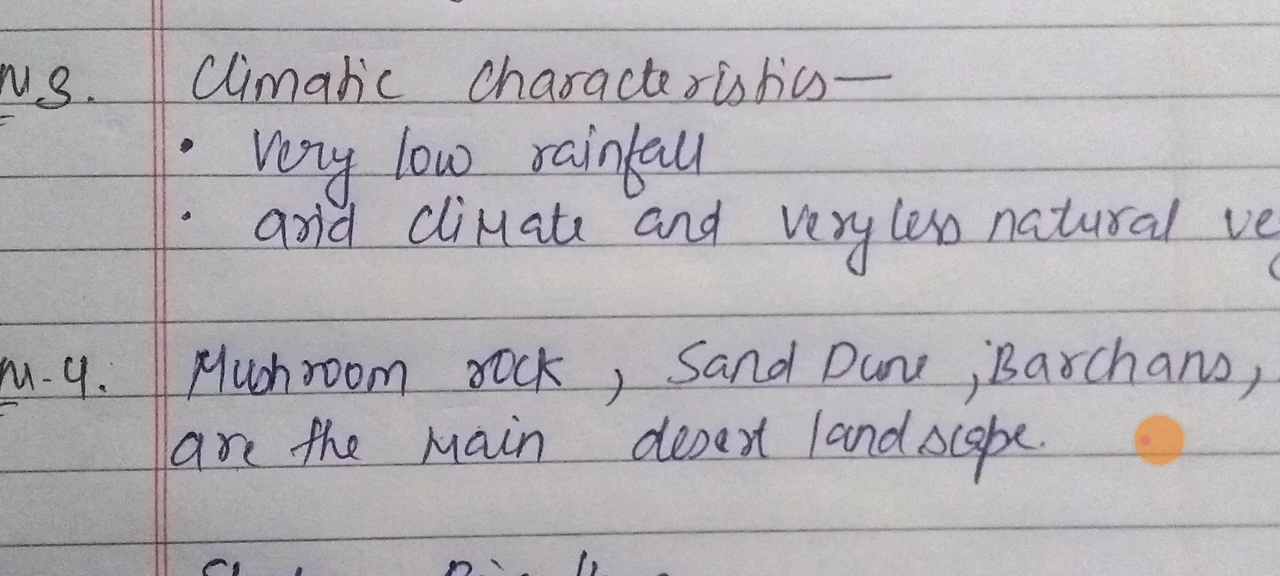 3. Climatic Characteristics—
• Very low rainfall
• arid climate and very less natural
4. Mushroom rock, Sand Dune, Barchans,
are the main desert landscape.